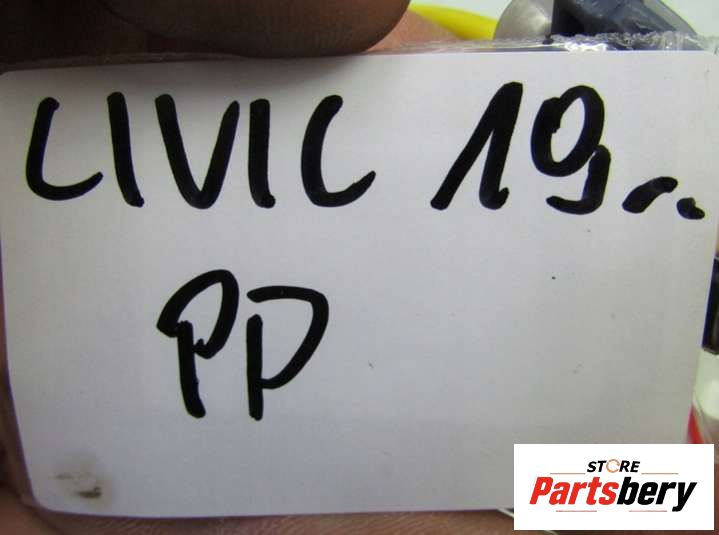 CIVIC 19...
PP
STORE
Partsbery